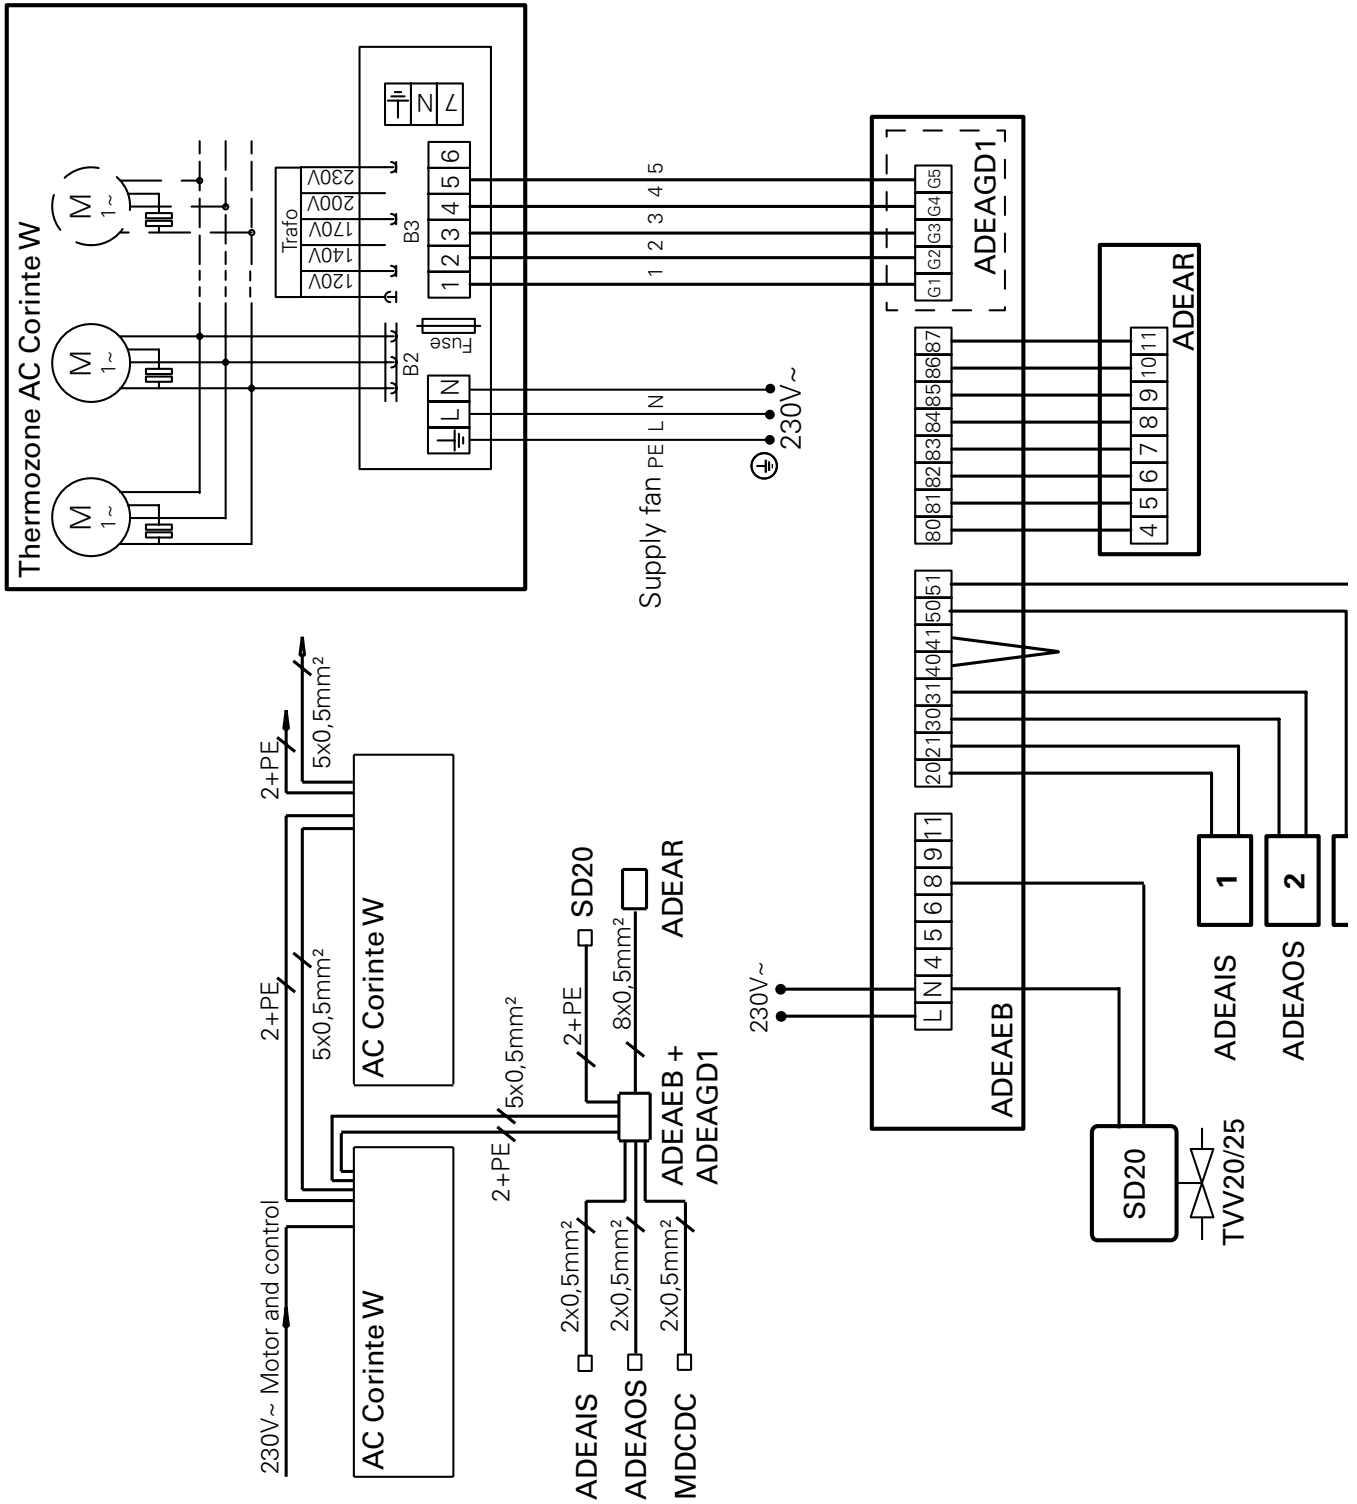 230V~ Motor and control
AC Corinte W
2+PE
5x0,5mm²
AC Corinte W
2+PE
5x0,5mm²
2+PE
5x0,5mm²
2+PE
SD20
8x0,5mm²
ADEAR
ADEAEB +
ADEAGD1
ADEAIS
2x0,5mm²
ADEAOS
2x0,5mm²
MDCDC
2x0,5mm²
Thermozone AC Corinte W
M
1~
M
1~
M
1~
Trafo
120V 140V 170V 200V 230V
B2
B3
Fuse
L N
1 2 3 4 5 6
N 7
Supply fan
PE L N
1 2 3 4 5
230V~
230V~
ADEAEB
L N 4 5 6 8 9 11
20 21 30 31 40 41 50 51
80 81 82 83 84 85 86 87
G1 G2 G3 G4 G5
ADEAGD1
4 5 6 7 8 9 10 11
ADEAR
SD20
TVV20/25
ADEAIS
1
ADEAOS
2